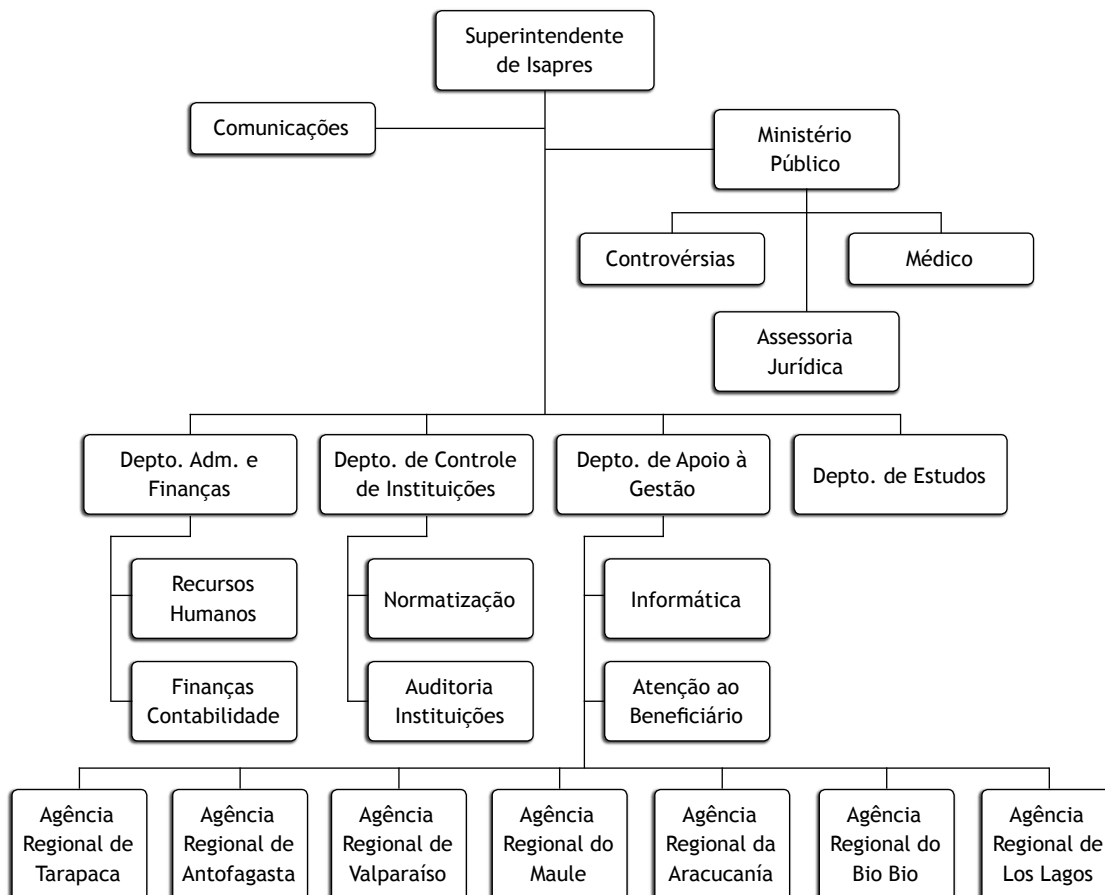 Superintendente
de Isapres
Comunicações
Ministério
Público
Controvérsias
Médico
Assessoria
Jurídica
Depto. Adm. e
Finanças
Depto. de Controle
de Instituições
Depto. de Apoio à
Gestão
Depto. de Estudos
Recursos
Humanos
Normatização
Informática
Finanças
Contabilidade
Auditoria
Instituições
Atenção ao
Beneficiário
Agência
Regional de
Tarapaca
Agência
Regional de
Antofagasta
Agência
Regional de
Valparaíso
Agência
Regional do
Maule
Agência
Regional da
Aracucanía
Agência
Regional do
Bio Bio
Agência
Regional de
Los Lagos